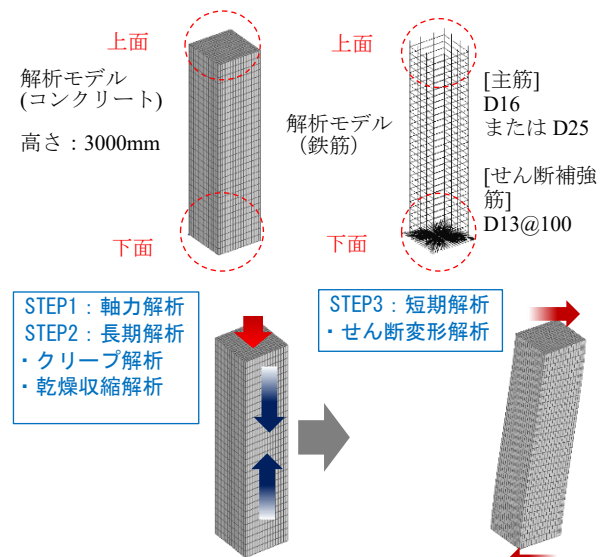 上面
解析モデル
(コンクリート)
高さ：3000mm
下面
上面
解析モデル
（鉄筋）
下面
[主筋]
D16
または D25
[せん断補強
筋]
D13@100
STEP1：軸力解析
STEP2：長期解析
・クリープ解析
・乾燥収縮解析
STEP3：短期解析
・せん断変形解析